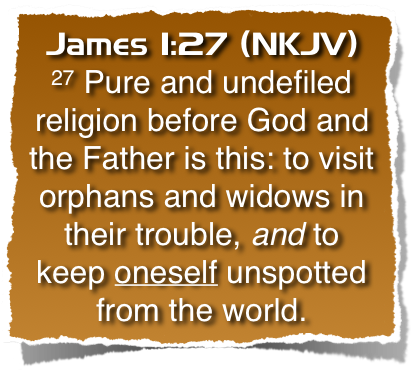 James 1:27 (NKJV)
27 Pure and undefiled
religion before God and
the Father is this: to visit
orphans and widows in
their trouble, and to
keep oneself unspotted
from the world.